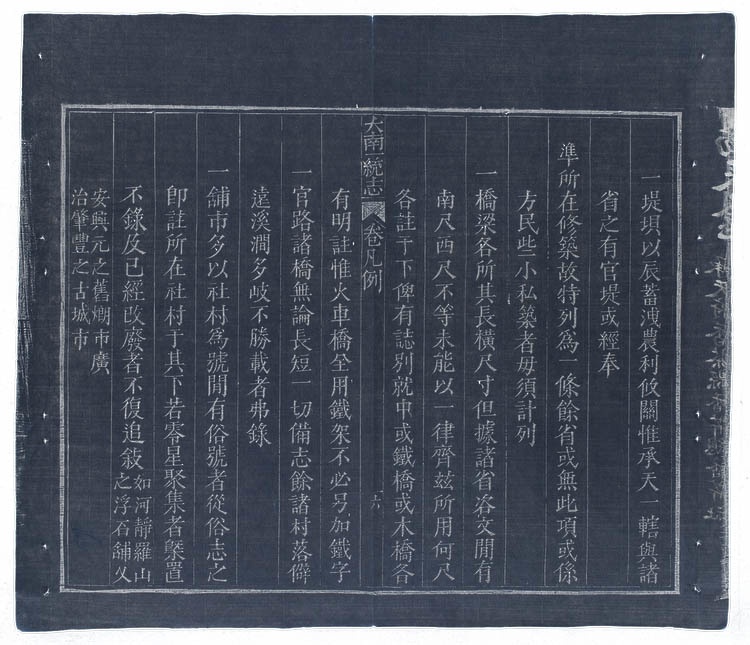 一堤垻以辰蓄洩農利攸關惟承天一轄與諸
省之有官堤或經奉
準所在修築故特列爲一條餘省或無此項或係
方民些小私築者毋須計列
一橋梁各所其長橫尺寸但據諸省咨文閒有
南尺西尺不等未能以一律齊玆所用何尺
各註于下俾有誌別就中或鐵橋或木橋各
大南一統志 卷凡例 六
有明註惟火車橋全用鐵架不必另加鐵字
一官路諸橋無論長短一切備志餘諸村落僻
遠溪澗多岐不勝載者弗錄
一舖市多以社村爲號閒有俗號者從俗志之
即註所在社村于其下若零星聚集者槩置
不錄及已經改廢者不復追敍
如河靜羅山
之浮石舖乂
安興元之舊市廣
治肇豐之古城市